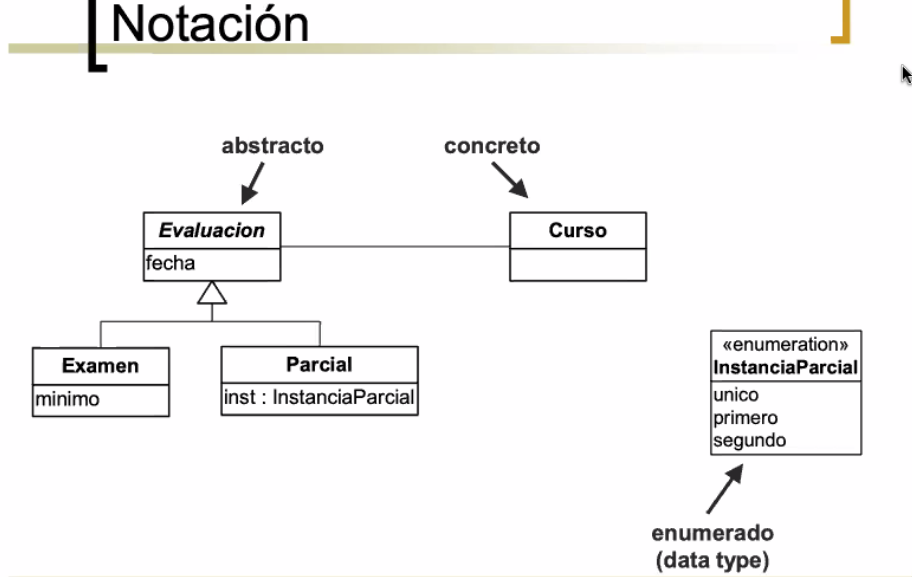 Notación
abstracto
concreto
Evaluacion
fecha
Curso
Examen
minimo
Parcial
inst : InstanciaParcial
«enumeration»
InstanciaParcial
unico
primero
segundo
enumerado
(data type)